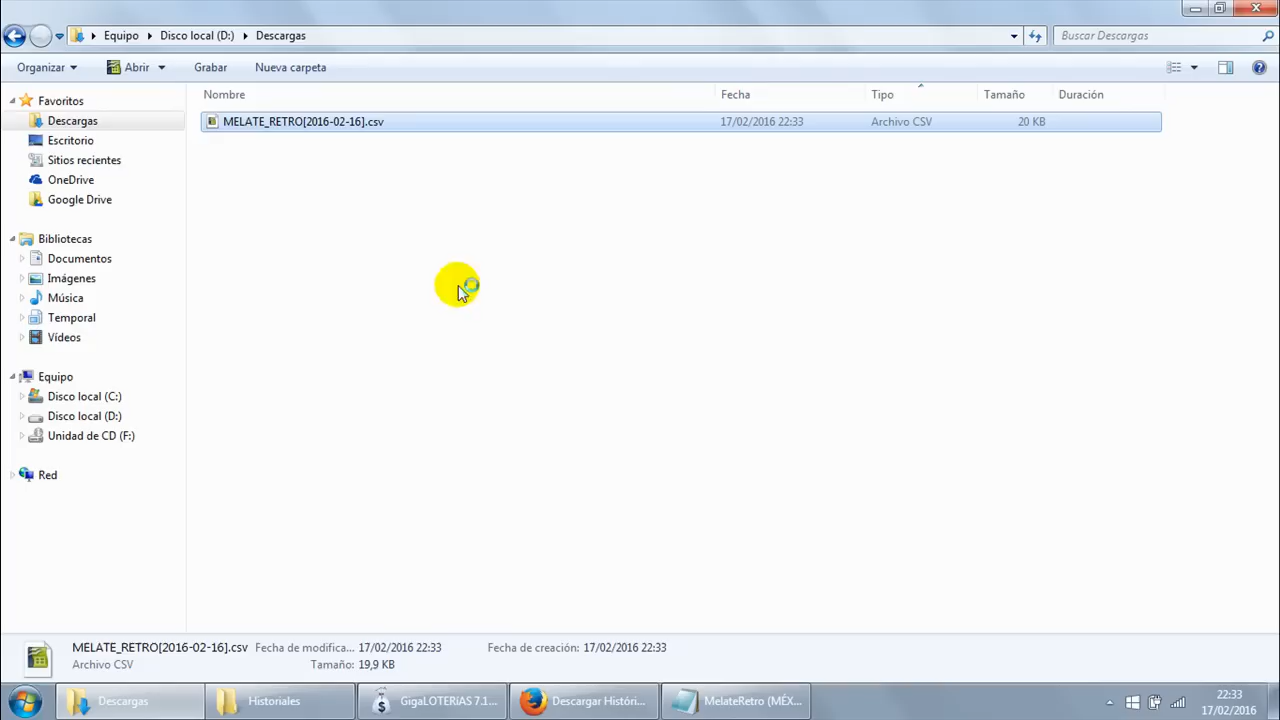 Equipo Disco local (D:) Descargas
Buscar Descargas
Organizar Abrir Grabar Nueva carpeta
Nombre Fecha Tipo Tamaño Duración
MELATE_RETRO[2016-02-16].csv 17/02/2016 22:33 Archivo CSV 20 KB
Favoritos
Descargas
Escritorio
Sitios recientes
OneDrive
Google Drive
Bibliotecas
Documentos
Imágenes
Música
Temporal
Vídeos
Equipo
Disco local (C:)
Disco local (D:)
Unidad de CD (F:)
Red
MELATE_RETRO[2016-02-16].csv Fecha de modifica... 17/02/2016 22:33 Fecha de creación: 17/02/2016 22:33
Archivo CSV Tamaño: 19,9 KB
Descargas Historiales GigaLOTERíAS 7.1... Descargar Históri... MelateRetro (MÉX...
22:33
17/02/2016